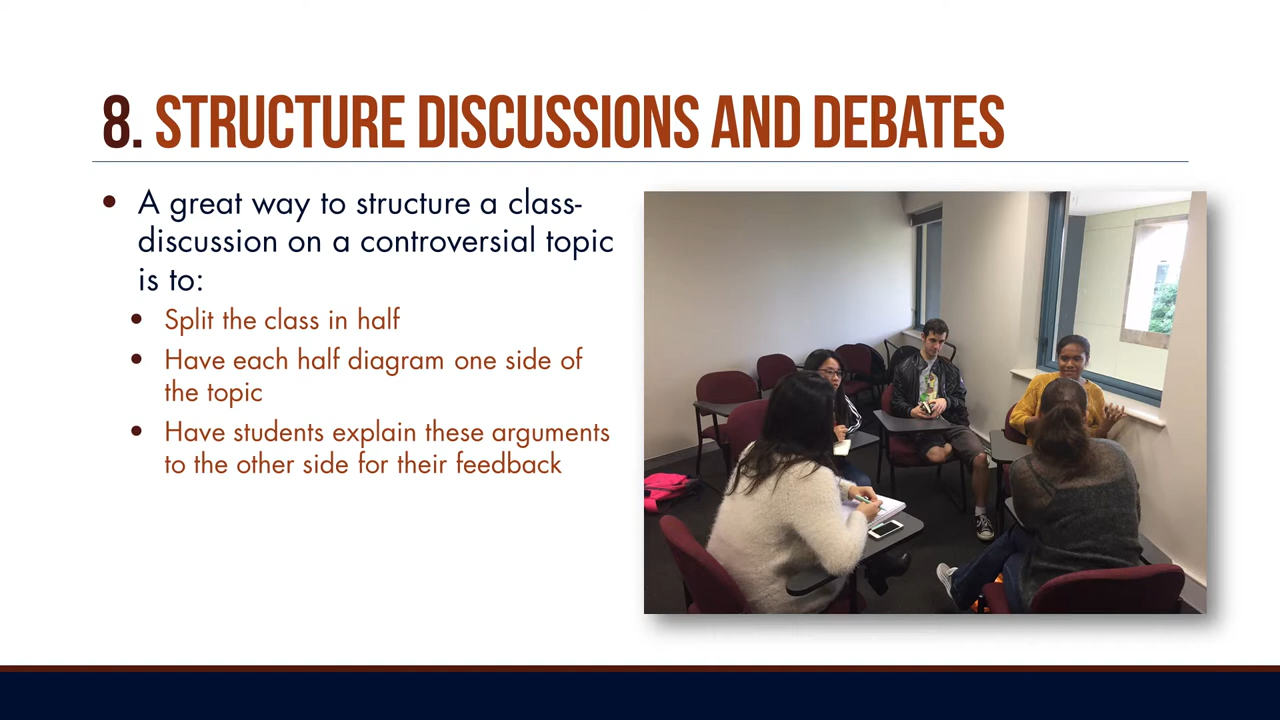 8. STRUCTURE DISCUSSIONS AND DEBATES
• A great way to structure a class-
discussion on a controversial topic
is to:
• Split the class in half
• Have each half diagram one side of
the topic
• Have students explain these arguments
to the other side for their feedback